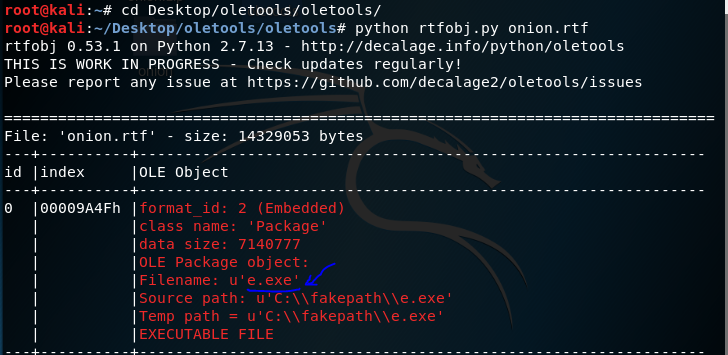 root@kali:~# cd Desktop/oletools/oletools/
root@kali:~/Desktop/oletools/oletools# python rtfobj.py onion.rtf
rtfobj 0.53.1 on Python 2.7.13 - http://decalage.info/python/oletools
THIS IS WORK IN PROGRESS - Check updates regularly!
Please report any issue at https://github.com/decalage2/oletools/issues
onion
===============================================================================
File: 'onion.rtf' - size: 14329053 bytes
---+----------+----------------------------------------------------------------
id |index     |OLE Object
---+----------+----------------------------------------------------------------
0  |00009A4Fh |format_id: 2 (Embedded)
   |          |class name: 'Package'
   |          |data size: 7140777
   |          |OLE Package object:
   |          |Filename: u'e.exe'
   |          |Source path: u'C:\\fakepath\\e.exe'
   |          |Temp path = u'C:\\fakepath\\e.exe'
   |          |EXECUTABLE FILE
---+----------+----------------------------------------------------------------